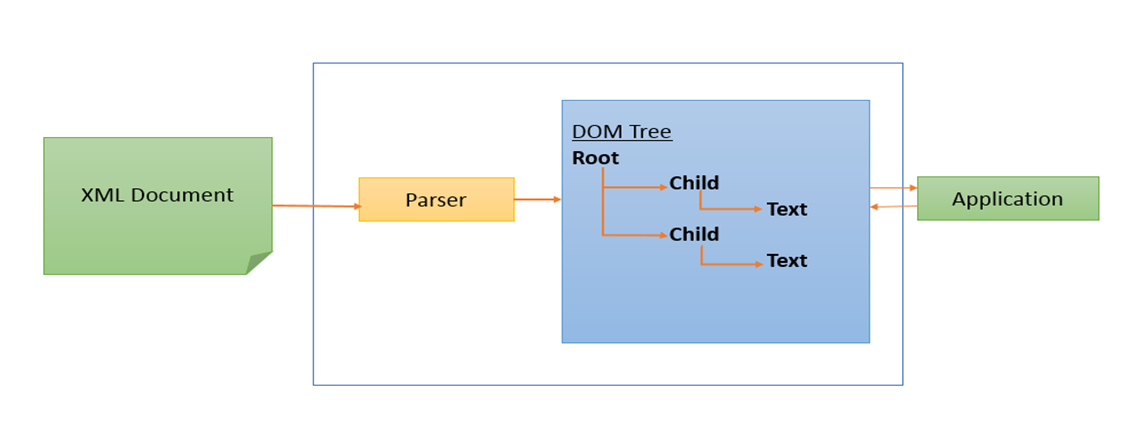 XML Document
Parser
DOM Tree
Root
Child
Text
Child
Text
Application